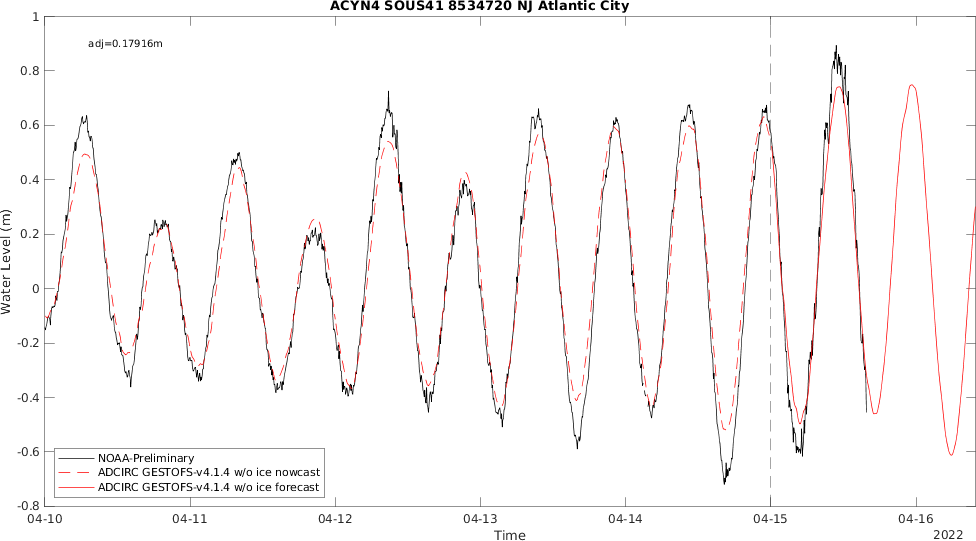 ACYN4 SOUS41 8534720 NJ Atlantic City
adj=0.17916m
1
0.8
0.6
0.4
0.2
0
-0.2
-0.4
-0.6
-0.8
Water Level (m)
NOAA-Preliminary
ADCIRC GESTOFS-v4.1.4 w/o ice nowcast
ADCIRC GESTOFS-v4.1.4 w/o ice forecast
04-10 04-11 04-12 04-13 04-14 04-15 04-16
Time
2022